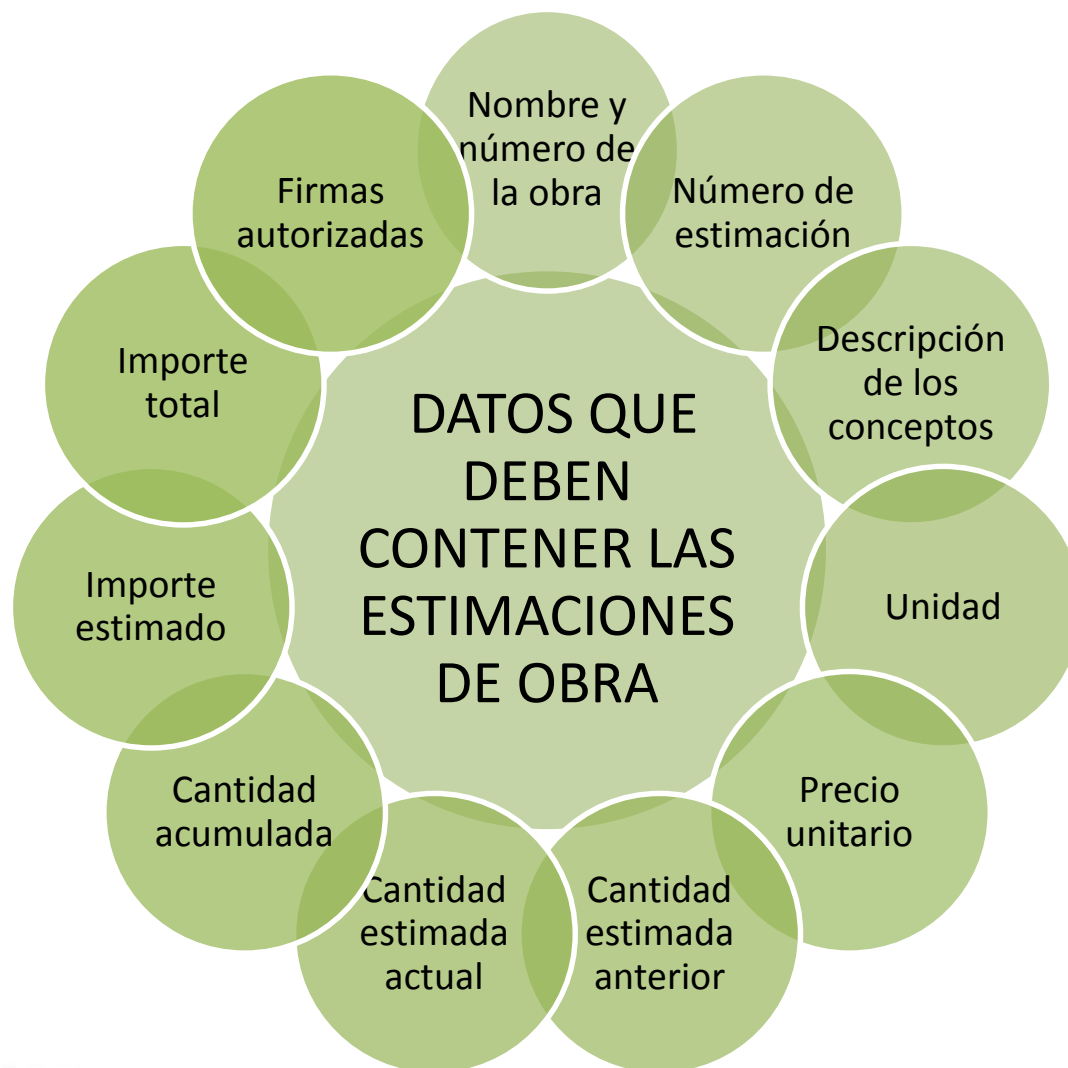 DATOS QUE
DEBEN
CONTENER LAS
ESTIMACIONES
DE OBRA
Nombre y
número de
la obra
Número de
estimación
Descripción
de los
conceptos
Unidad
Precio
unitario
Cantidad
estimada
anterior
Cantidad
estimada
actual
Cantidad
acumulada
Importe
estimado
Importe
total
Firmas
autorizadas